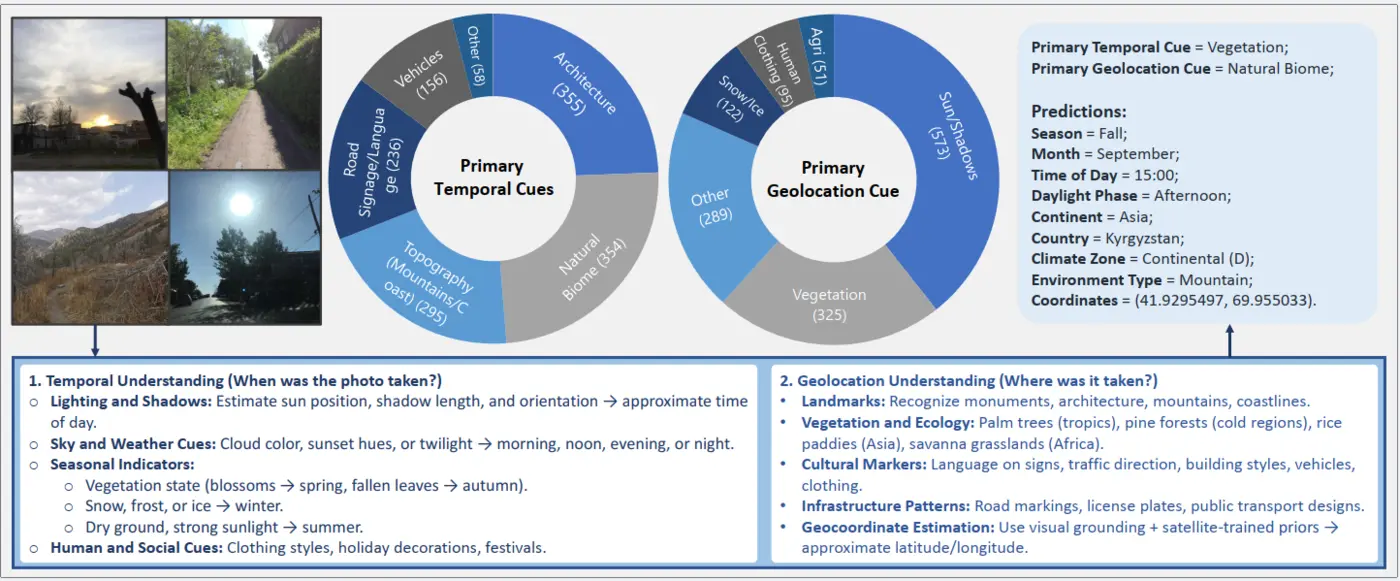 Other (58)
Architecture
(355)
Natural
Biome (354)
Topography
(Mountains/C
oast) (295)
Road
Signage/Langua
ge (236)
Vehicles
(156)
Primary
Temporal Cues
Agri (51)
Sun/Shadows
(573)
Vegetation
(325)
Other
(289)
Snow/Ice
(122)
Human
Clothing (95)
Primary
Geolocation Cue
Primary Temporal Cue = Vegetation;
Primary Geolocation Cue = Natural Biome;
Predictions:
Season = Fall;
Month = September;
Time of Day = 15:00;
Daylight Phase = Afternoon;
Continent = Asia;
Country = Kyrgyzstan;
Climate Zone = Continental (D);
Environment Type = Mountain;
Coordinates = (41.9295497, 69.955033).
1. Temporal Understanding (When was the photo taken?)
○ Lighting and Shadows: Estimate sun position, shadow length, and orientation → approximate time
of day.
○ Sky and Weather Cues: Cloud color, sunset hues, or twilight → morning, noon, evening, or night.
○ Seasonal Indicators:
○ Vegetation state (blossoms → spring, fallen leaves → autumn).
○ Snow, frost, or ice → winter.
○ Dry ground, strong sunlight → summer.
○ Human and Social Cues: Clothing styles, holiday decorations, festivals.
2. Geolocation Understanding (Where was it taken?)
• Landmarks: Recognize monuments, architecture, mountains, coastlines.
• Vegetation and Ecology: Palm trees (tropics), pine forests (cold regions), rice
paddies (Asia), savanna grasslands (Africa).
• Cultural Markers: Language on signs, traffic direction, building styles, vehicles,
clothing.
• Infrastructure Patterns: Road markings, license plates, public transport designs.
• Geocoordinate Estimation: Use visual grounding + satellite-trained priors →
approximate latitude/longitude.